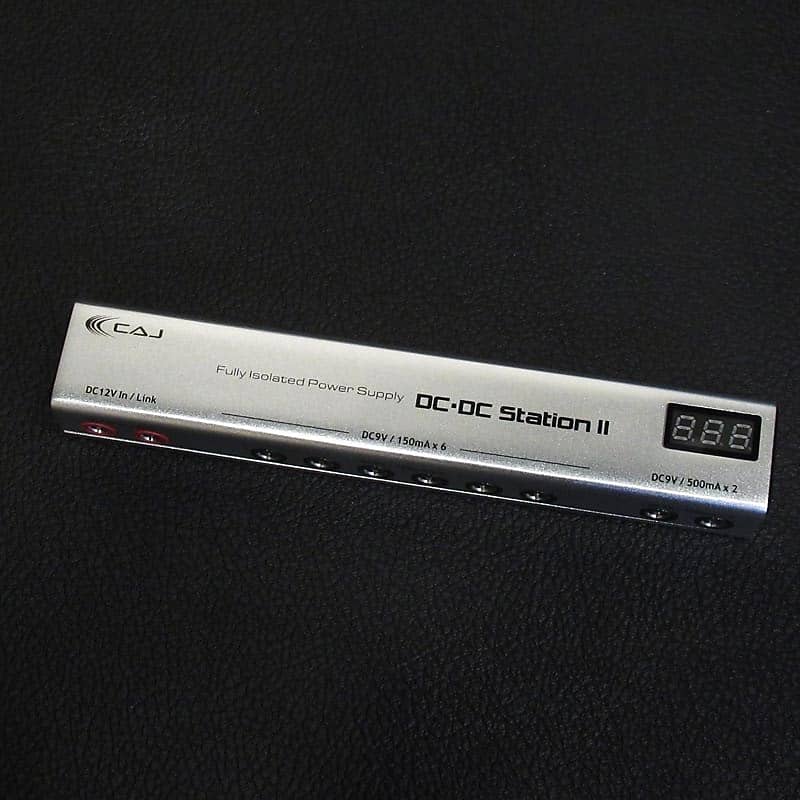 CAJ
Fully Isolated Power Supply DC-DC Station II
DC12V In / Link
DC9V / 150mA x 6
DC9V / 500mA x 2
888